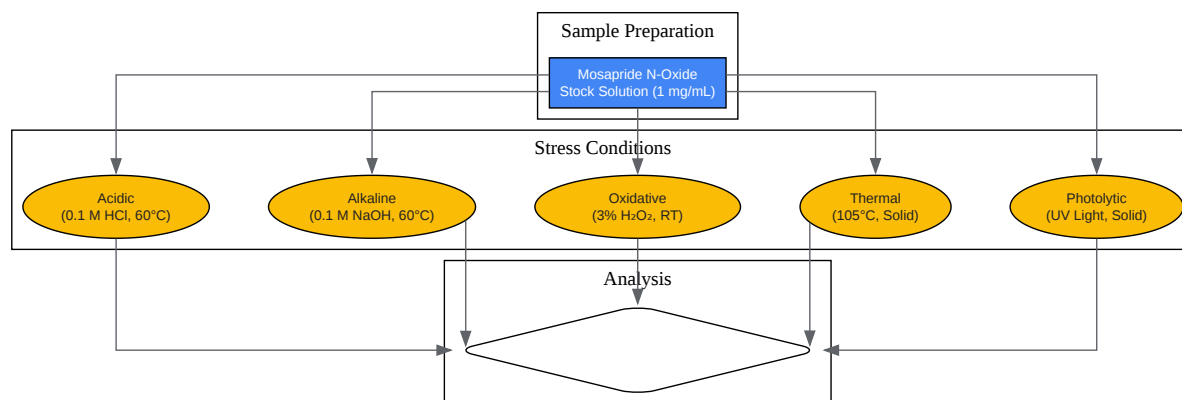 Sample Preparation
Mosapride N-Oxide
Stock Solution (1 mg/mL)
Stress Conditions
Acidic
(0.1 M HCl, 60°C)
Alkaline
(0.1 M NaOH, 60°C)
Oxidative
(3% H₂O₂, RT)
Thermal
(105°C, Solid)
Photolytic
(UV Light, Solid)
Analysis